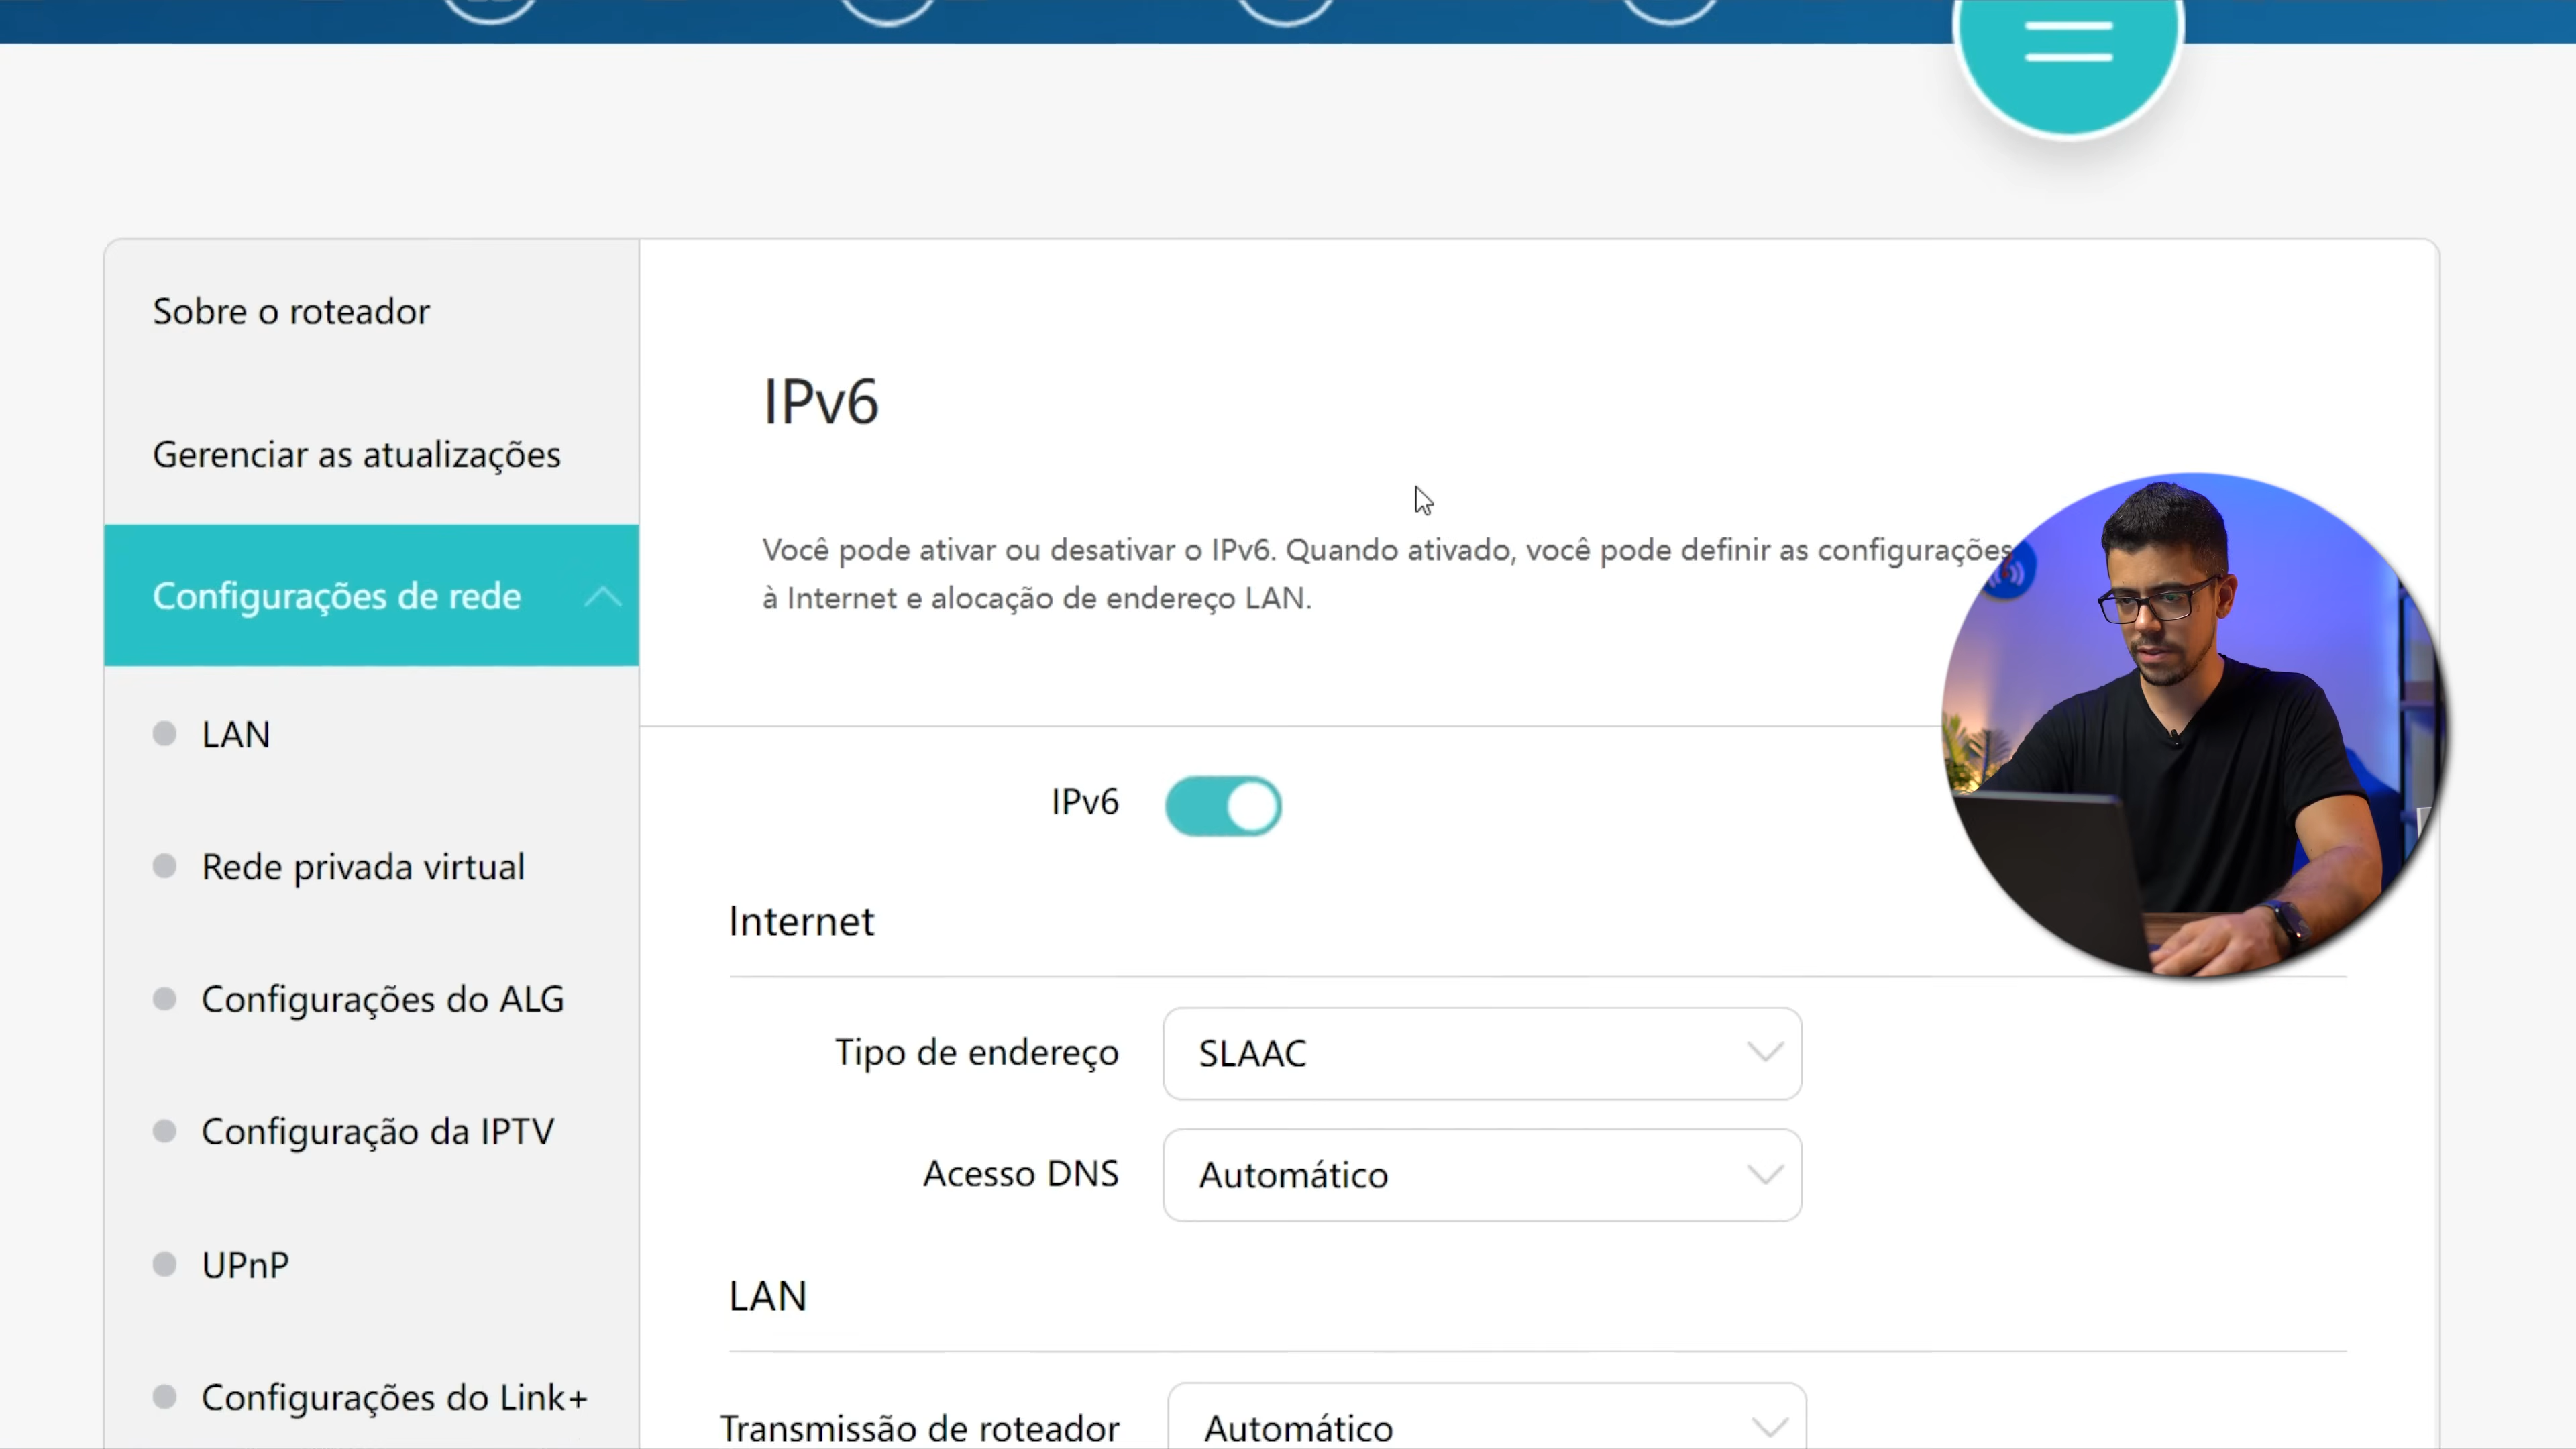 Sobre o roteador
Gerenciar as atualizações
Configurações de rede
LAN
Rede privada virtual
Configurações do ALG
Configuração da IPTV
UPnP
Configurações do Link+
IPv6
Você pode ativar ou desativar o IPv6. Quando ativado, você pode definir as configurações
à Internet e alocação de endereço LAN.
IPv6
Internet
Tipo de endereço SLAAC
Acesso DNS Automático
LAN
Transmissão de roteador Automático